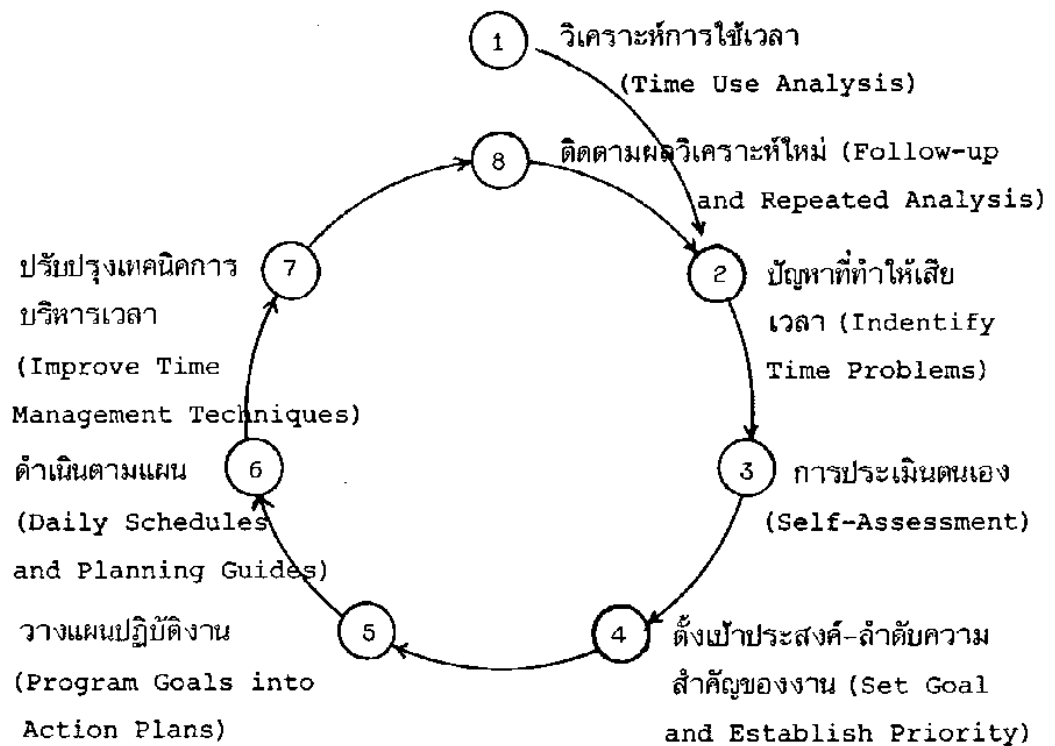 1 วิเคราะห์การใช้เวลา
(Time Use Analysis)
8 ติดตามผลวิเคราะห์ใหม่ (Follow-up
and Repeated Analysis)
2 ปัญหาที่ทำให้เสีย
เวลา (Indentify
Time Problems)
3 การประเมินตนเอง
(Self-Assessment)
4 ตั้งเป้าประสงค์-ลำดับความ
สำคัญของงาน (Set Goal
and Establish Priority)
5 วางแผนปฏิบัติงาน
(Program Goals into
Action Plans)
6 ดำเนินตามแผน
(Daily Schedules
and Planning Guides)
7 ปรับปรุงเทคนิคการ
บริหารเวลา
(Improve Time
Management Techniques)